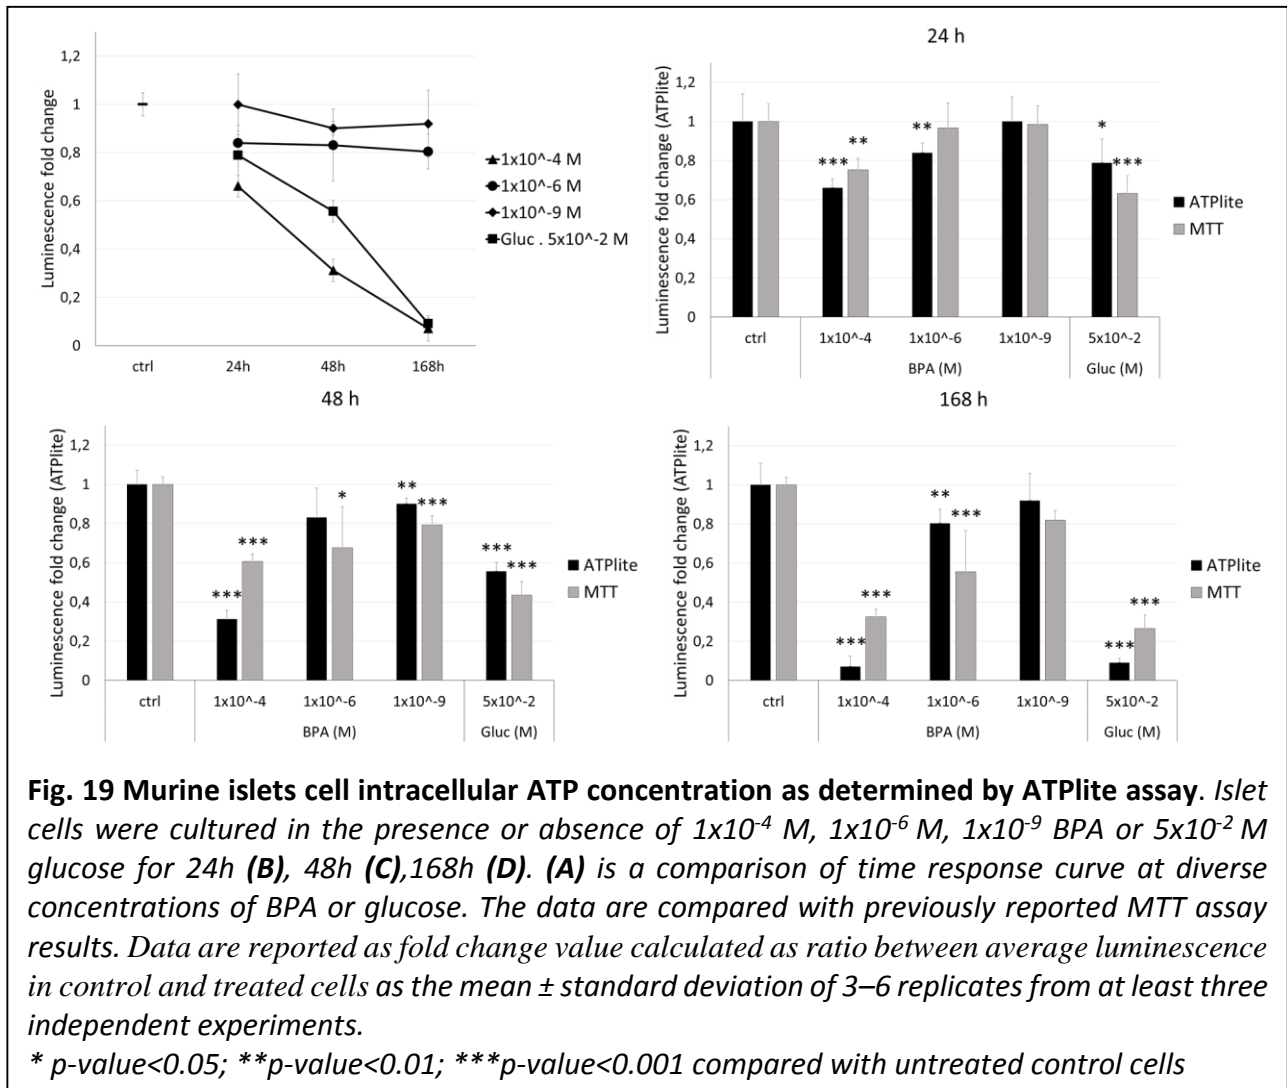 Luminescence fold change
1,2
1
0,8
0,6
0,4
0,2
0
ctrl 24h 48h 168h
1x10^-4 M
1x10^-6 M
1x10^-9 M
Gluc . 5x10^-2 M
24 h
Luminescence fold change (ATPlite)
1,2
1
0,8
0,6
0,4
0,2
0
*** ** ** * ***
ctrl 1x10^-4 1x10^-6 1x10^-9 5x10^-2
BPA (M) Gluc (M)
ATPlite
MTT
48 h
Luminescence fold change (ATPlite)
1,2
1
0,8
0,6
0,4
0,2
0
*** *** * ** *** *** ***
ctrl 1x10^-4 1x10^-6 1x10^-9 5x10^-2
BPA (M) Gluc (M)
ATPlite
MTT
168 h
Luminescence fold change (ATPlite)
1,2
1
0,8
0,6
0,4
0,2
0
*** *** ** *** *** ***
ctrl 1x10^-4 1x10^-6 1x10^-9 5x10^-2
BPA (M) Gluc (M)
ATPlite
MTT
Fig. 19 Murine islets cell intracellular ATP concentration as determined by ATPlite assay. Islet
cells were cultured in the presence or absence of 1x10⁻⁴ M, 1x10⁻⁶ M, 1x10⁻⁹ BPA or 5x10⁻² M
glucose for 24h (B), 48h (C),168h (D). (A) is a comparison of time response curve at diverse
concentrations of BPA or glucose. The data are compared with previously reported MTT assay
results. Data are reported as fold change value calculated as ratio between average luminescence
in control and treated cells as the mean ± standard deviation of 3–6 replicates from at least three
independent experiments.
* p-value<0.05; **p-value<0.01; ***p-value<0.001 compared with untreated control cells